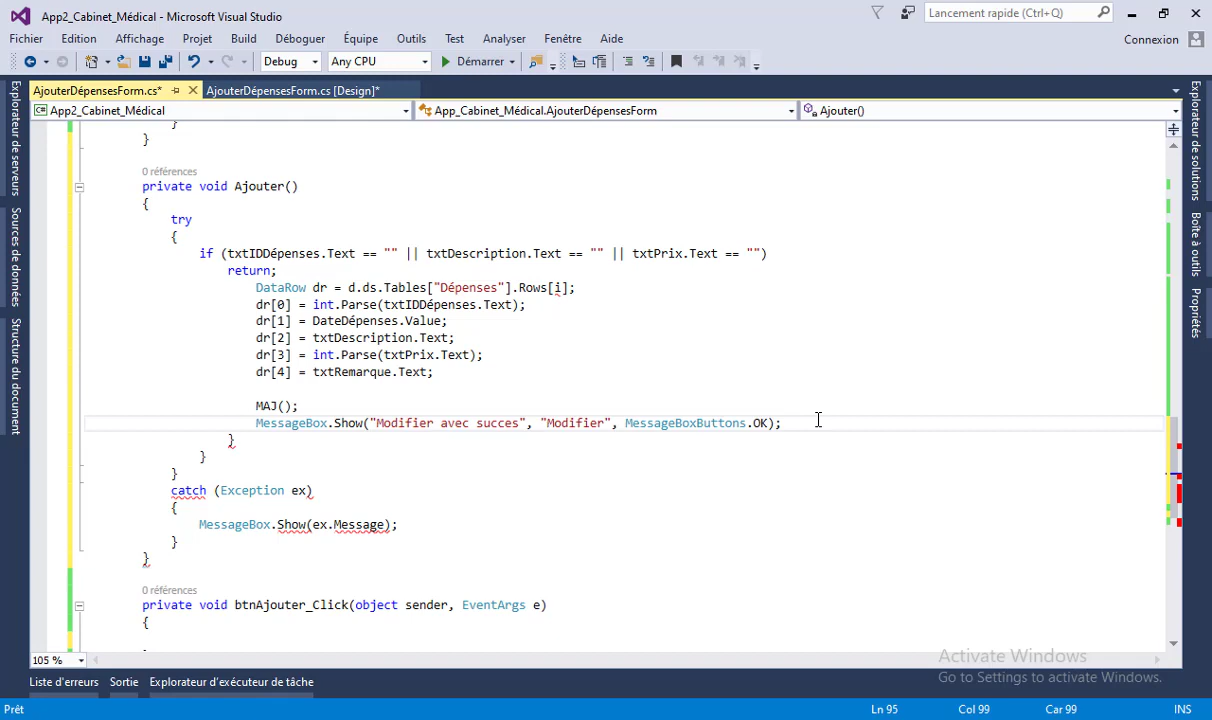 App2_Cabinet_Médical - Microsoft Visual Studio
Lancement rapide (Ctrl+Q)
Fichier Edition Affichage Projet Build Déboguer Équipe Outils Test Analyser Fenêtre Aide
Connexion
Debug Any CPU Démarrer
AjouterDépensesForm.cs* AjouterDépensesForm.cs [Design]*
App2_Cabinet_Médical App_Cabinet_Médical.AjouterDépensesForm Ajouter()
Explorateur de serveurs
Sources de données
Structure du document
Explorateur de solutions
Boîte à outils
Propriétés
}
}
0 références
private void Ajouter()
{
try
{
if (txtIDDépenses.Text == "" || txtDescription.Text == "" || txtPrix.Text == "")
return;
DataRow dr = d.ds.Tables["Dépenses"].Rows[i];
dr[0] = int.Parse(txtIDDépenses.Text);
dr[1] = DateDépenses.Value;
dr[2] = txtDescription.Text;
dr[3] = int.Parse(txtPrix.Text);
dr[4] = txtRemarque.Text;
MAJ();
MessageBox.Show("Modifier avec succes", "Modifier", MessageBoxButtons.OK);
}
}
}
catch (Exception ex)
{
MessageBox.Show(ex.Message);
}
}
0 références
private void btnAjouter_Click(object sender, EventArgs e)
{
105 %
Activate Windows
Go to Settings to activate Windows.
Liste d'erreurs Sortie Explorateur d'exécuteur de tâche
Prêt Ln 95 Col 99 Car 99 INS